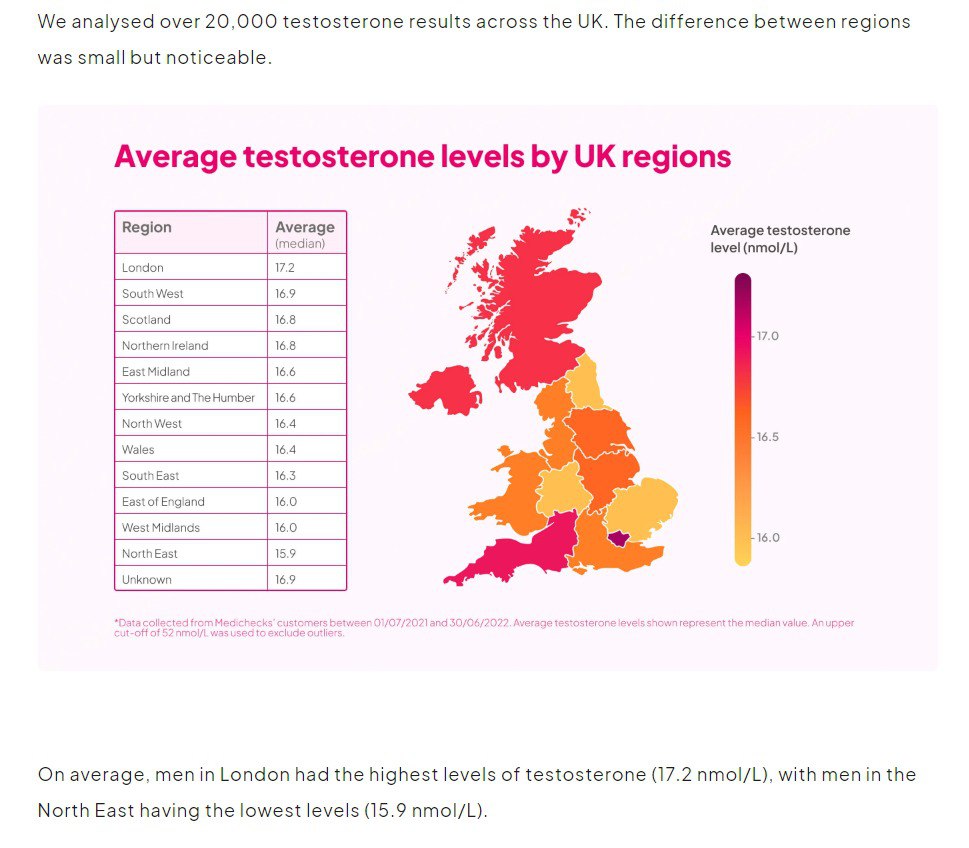 We analysed over 20,000 testosterone results across the UK. The difference between regions
was small but noticeable.
Average testosterone levels by UK regions
Region Average
(median)
London 17.2
South West 16.9
Scotland 16.8
Northern Ireland 16.8
East Midland 16.6
Yorkshire and The Humber 16.6
North West 16.4
Wales 16.4
South East 16.3
East of England 16.0
West Midlands 16.0
North East 15.9
Unknown 16.9
Average testosterone
level (nmol/L)
17.0
16.5
16.0
*Data collected from Medichecks' customers between 01/07/2021 and 30/06/2022. Average testosterone levels shown represent the median value. An upper
cut-off of 52 nmol/L was used to exclude outliers.
On average, men in London had the highest levels of testosterone (17.2 nmol/L), with men in the
North East having the lowest levels (15.9 nmol/L).